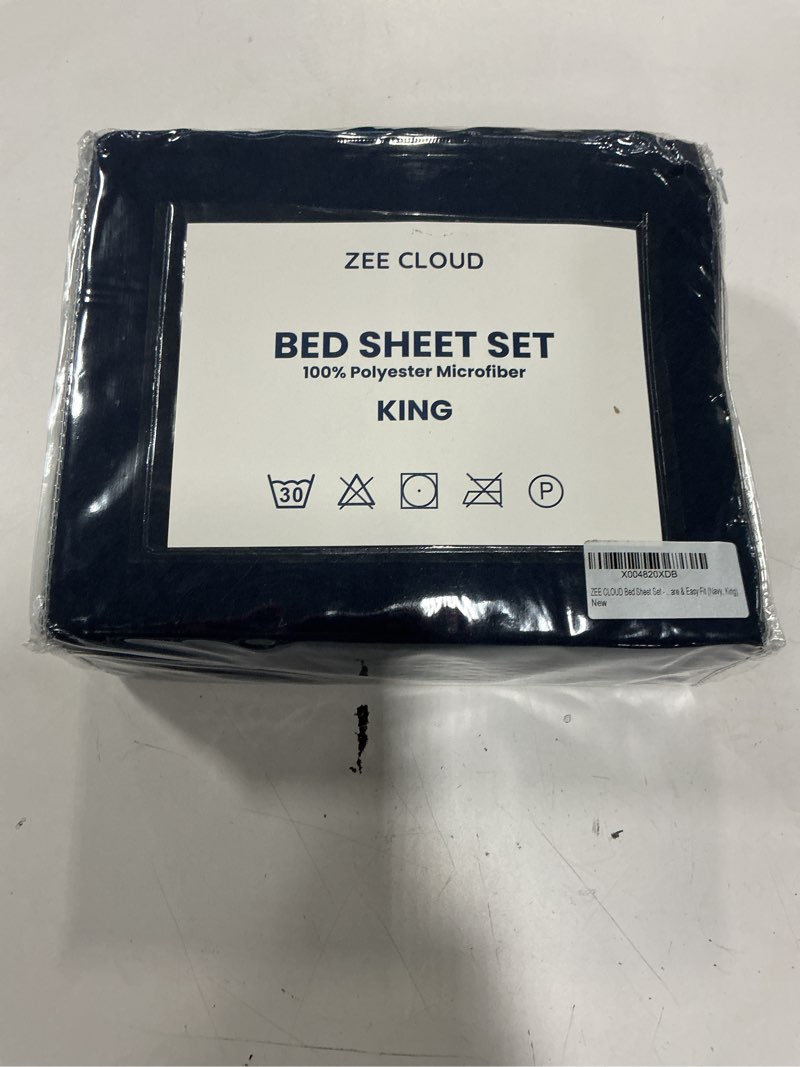 ZEE CLOUD
BED SHEET SET
100% Polyester Microfiber
KING
30
P
X004820XDB
ZEE CLOUD Bed Sheet Set - ...are & Easy Fit (Navy, King)
New